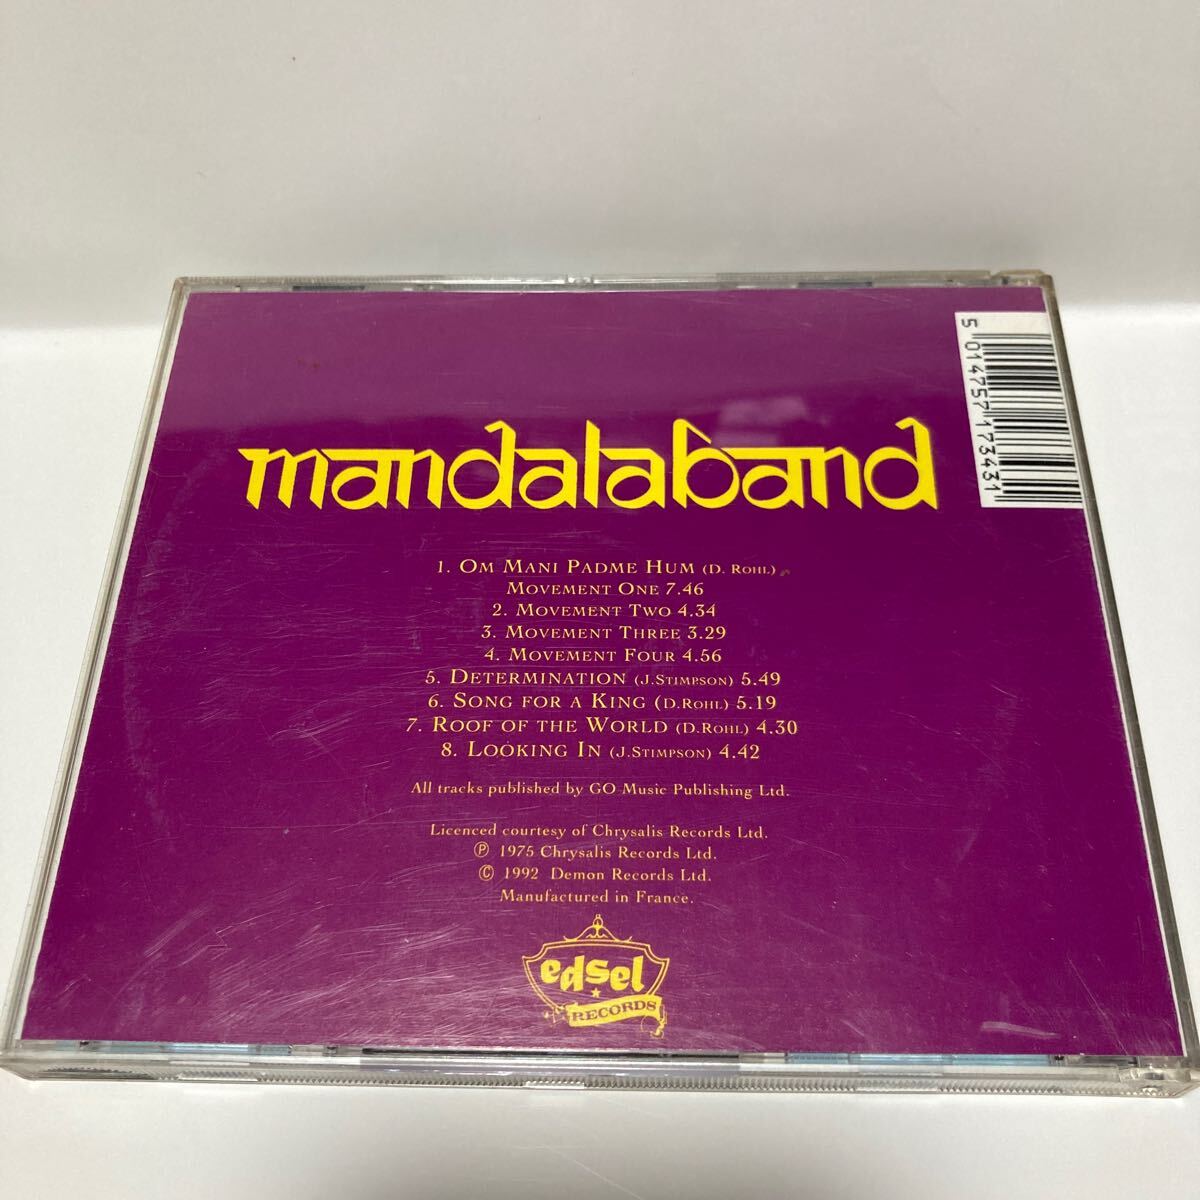 mandalaband
5 014757 173431
1. OM MANI PADME HUM (D. ROHL)
MOVEMENT ONE 7.46
2. MOVEMENT TWO 4.34
3. MOVEMENT THREE 3.29
4. MOVEMENT FOUR 4.56
5. DETERMINATION (J.STIMPSON) 5.49
6. SONG FOR A KING (D.ROHL) 5.19
7. ROOF OF THE WORLD (D.ROHL) 4.30
8. LOOKING IN (J.STIMPSON) 4.42
All tracks published by GO Music Publishing Ltd.
Licenced courtesy of Chrysalis Records Ltd.
℗ 1975 Chrysalis Records Ltd.
© 1992 Demon Records Ltd.
Manufactured in France.
edsel
RECORDS